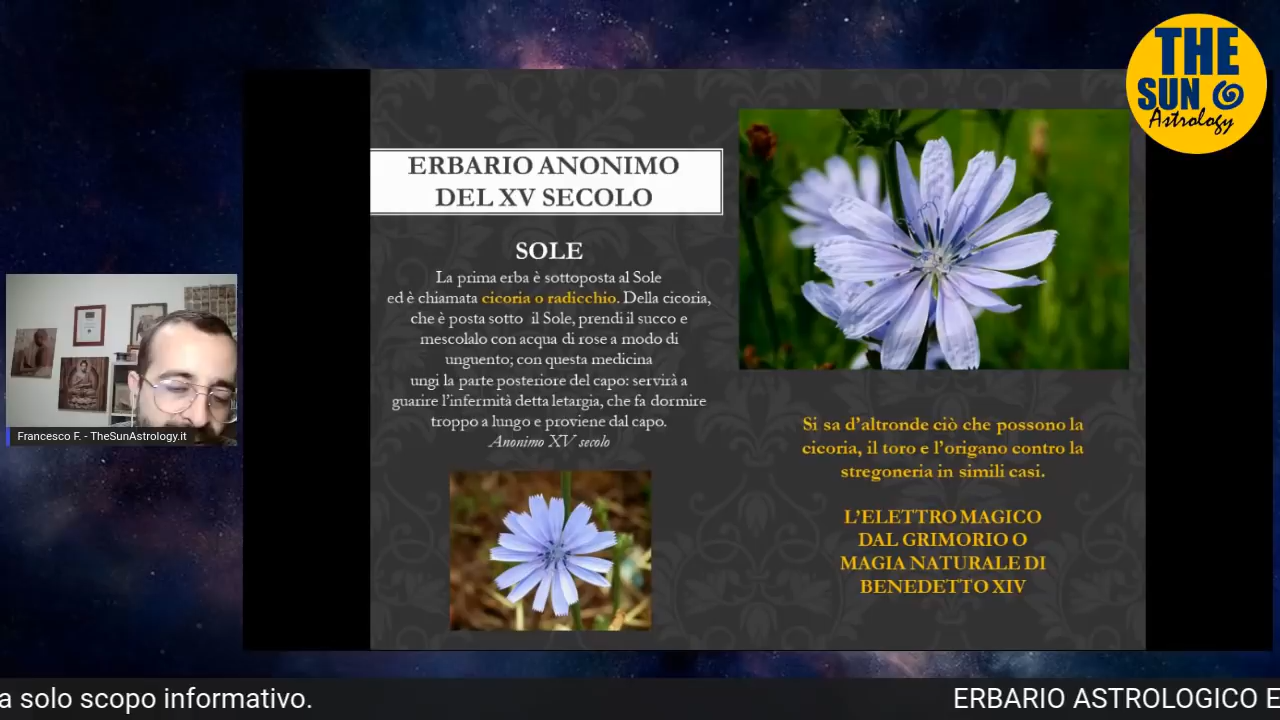 THE
SUN
Astrology
ERBARIO ANONIMO
DEL XV SECOLO
SOLE
La prima erba è sottoposta al Sole
ed è chiamata cicoria o radicchio. Della cicoria,
che è posta sotto il Sole, prendi il succo e
mescolalo con acqua di rose a modo di
unguento; con questa medicina
ungi la parte posteriore del capo: servirà a
guarire l'infermità detta letargia, che fa dormire
troppo a lungo e proviene dal capo.
Anonimo XV secolo
Si sa d'altronde ciò che possono la
cicoria, il toro e l'origano contro la
stregoneria in simili casi.
L'ELETTRO MAGICO
DAL GRIMORIO O
MAGIA NATURALE DI
BENEDETTO XIV
Francesco F. - TheSunAstrology.it
a solo scopo informativo.
ERBARIO ASTROLOGICO E